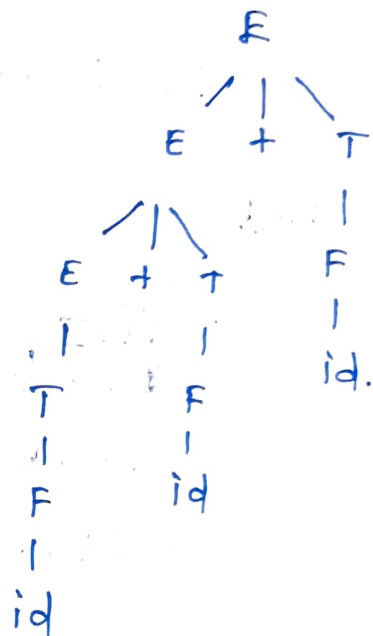 E
E + T
E + T F
T F id.
F id
id